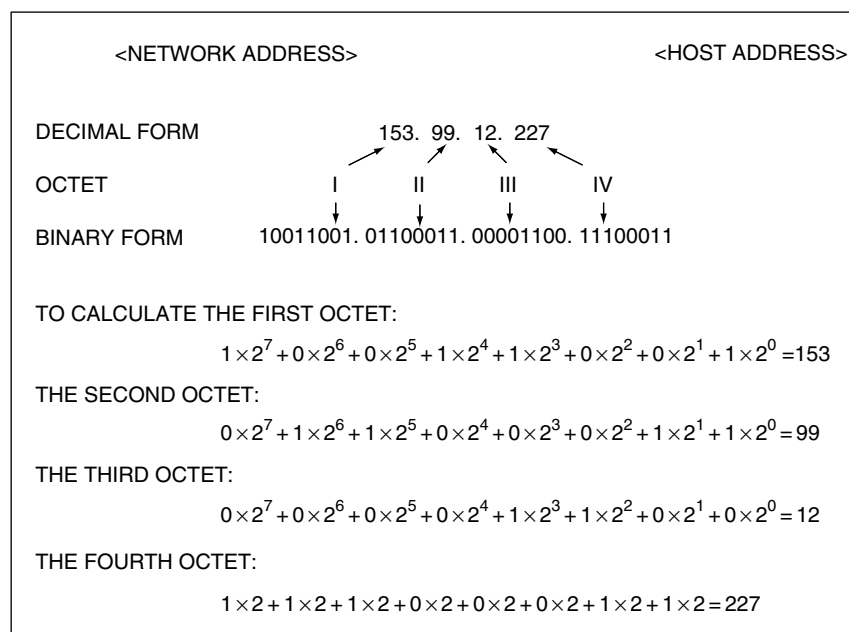 <NETWORK ADDRESS> <HOST ADDRESS>
DECIMAL FORM 153. 99. 12. 227
OCTET I II III IV
BINARY FORM 10011001. 01100011. 00001100. 11100011
TO CALCULATE THE FIRST OCTET:
1×2⁷+0×2⁶+0×2⁵+1×2⁴+1×2³+0×2²+0×2¹+1×2⁰=153
THE SECOND OCTET:
0×2⁷+1×2⁶+1×2⁵+0×2⁴+0×2³+0×2²+1×2¹+1×2⁰=99
THE THIRD OCTET:
0×2⁷+0×2⁶+0×2⁵+0×2⁴+1×2³+1×2²+0×2¹+0×2⁰=12
THE FOURTH OCTET:
1×2+1×2+1×2+0×2+0×2+0×2+1×2+1×2=227